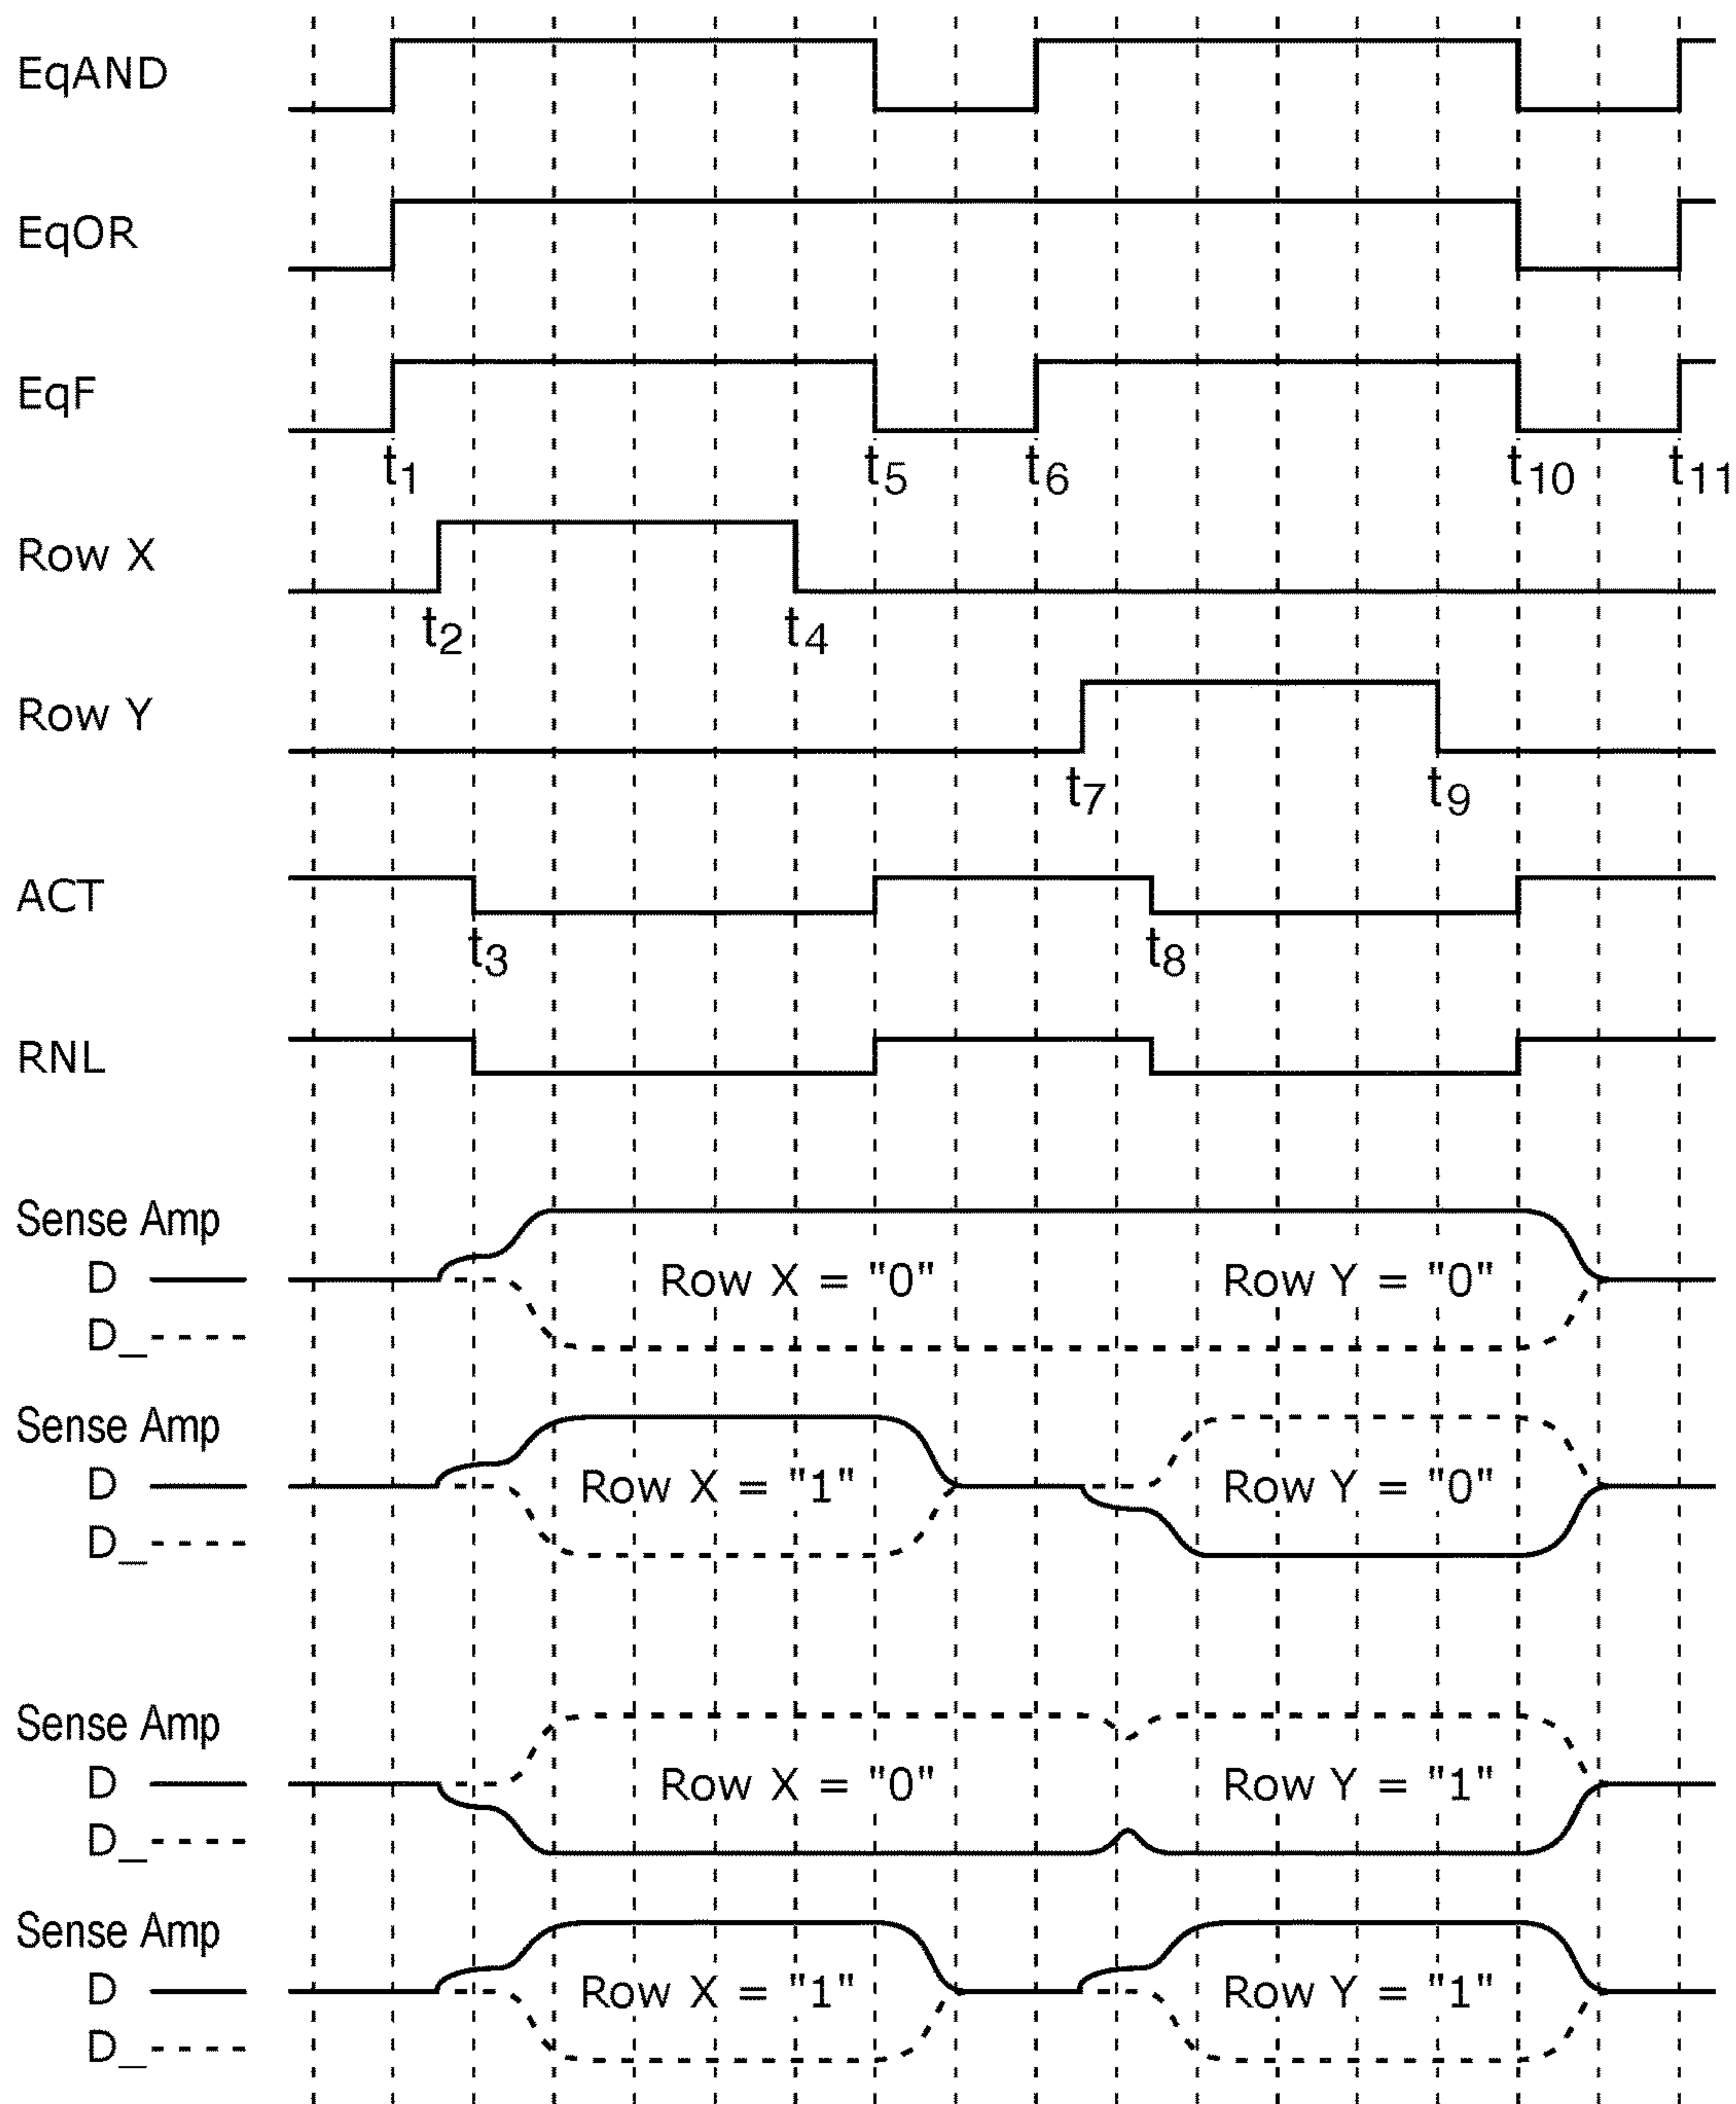 EqAND
EqOR
EqF
t1 t5 t6 t10 t11
Row X
t2 t4
Row Y
t7 t9
ACT
t3 t8
RNL
Sense Amp
D Row X = "0" Row Y = "0"
D_
Sense Amp
D Row X = "1" Row Y = "0"
D_
Sense Amp
D Row X = "0" Row Y = "1"
D_
Sense Amp
D Row X = "1" Row Y = "1"
D_